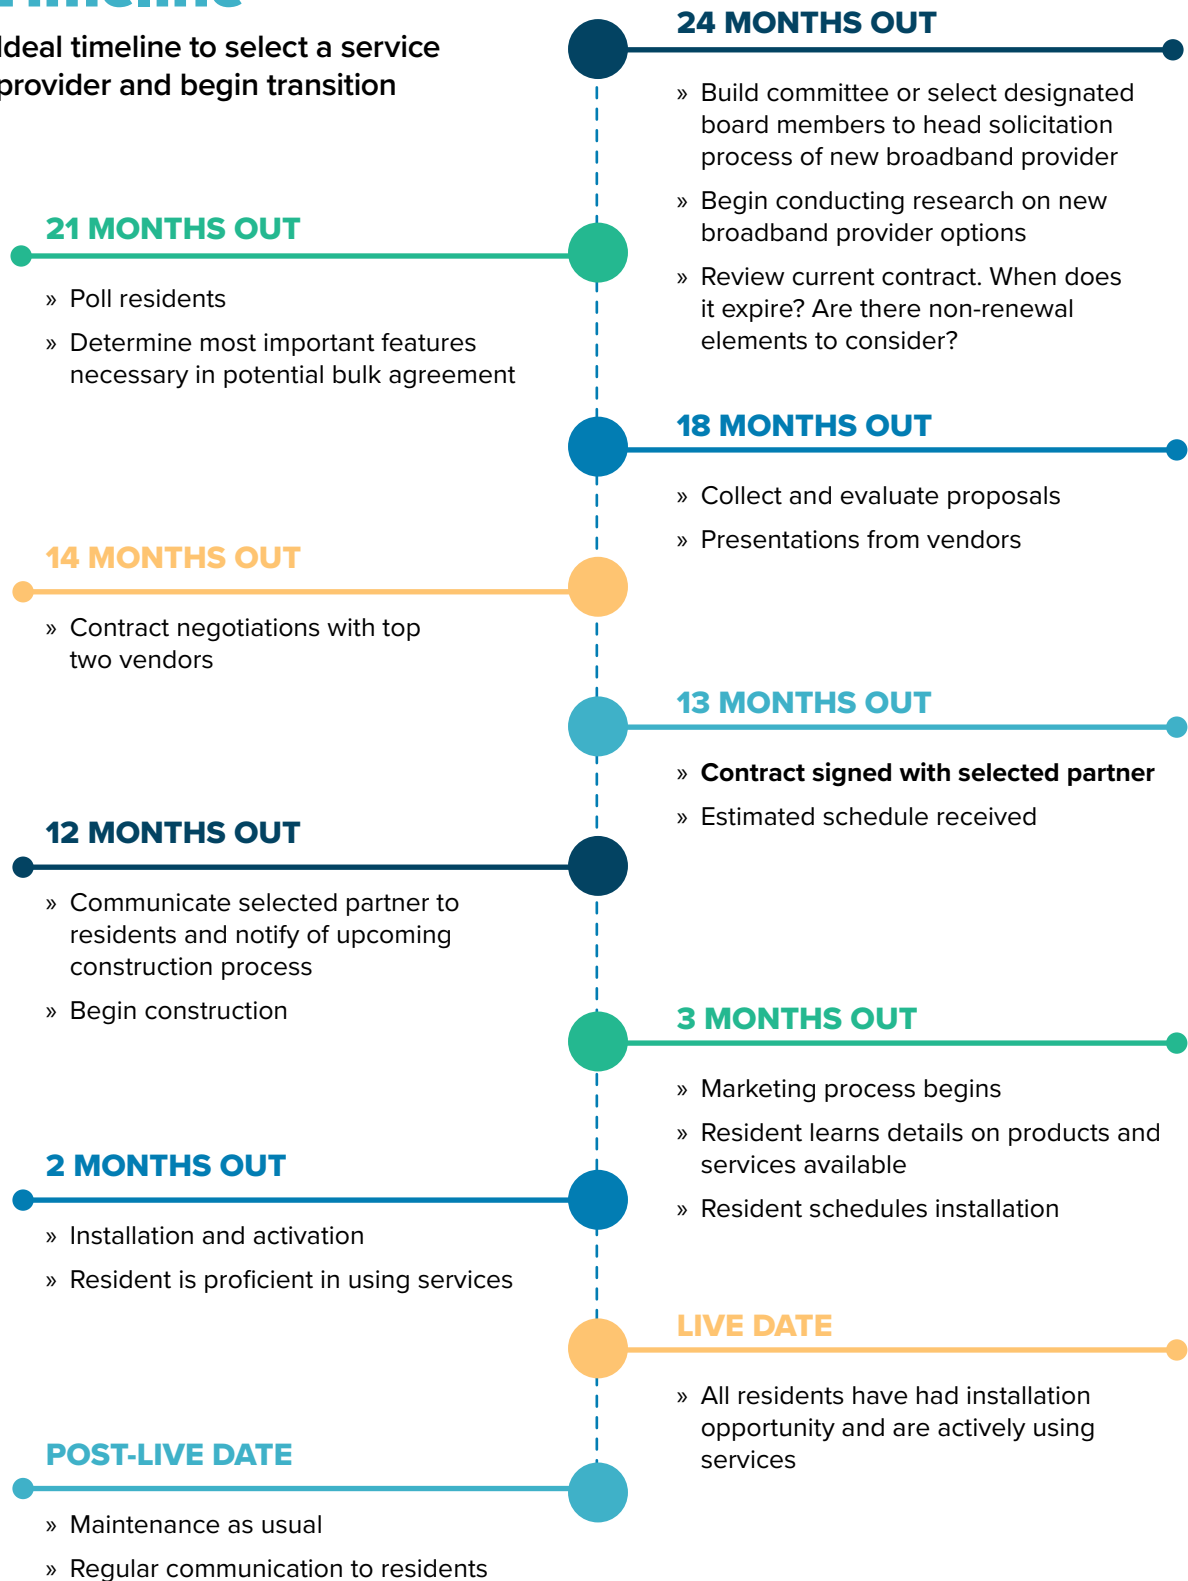 Timeline
Ideal timeline to select a service
provider and begin transition
24 MONTHS OUT
» Build committee or select designated
board members to head solicitation
process of new broadband provider
» Begin conducting research on new
broadband provider options
» Review current contract. When does
it expire? Are there non-renewal
elements to consider?
21 MONTHS OUT
» Poll residents
» Determine most important features
necessary in potential bulk agreement
18 MONTHS OUT
» Collect and evaluate proposals
» Presentations from vendors
14 MONTHS OUT
» Contract negotiations with top
two vendors
13 MONTHS OUT
» Contract signed with selected partner
» Estimated schedule received
12 MONTHS OUT
» Communicate selected partner to
residents and notify of upcoming
construction process
» Begin construction
3 MONTHS OUT
» Marketing process begins
» Resident learns details on products and
services available
» Resident schedules installation
2 MONTHS OUT
» Installation and activation
» Resident is proficient in using services
LIVE DATE
» All residents have had installation
opportunity and are actively using
services
POST-LIVE DATE
» Maintenance as usual
» Regular communication to residents